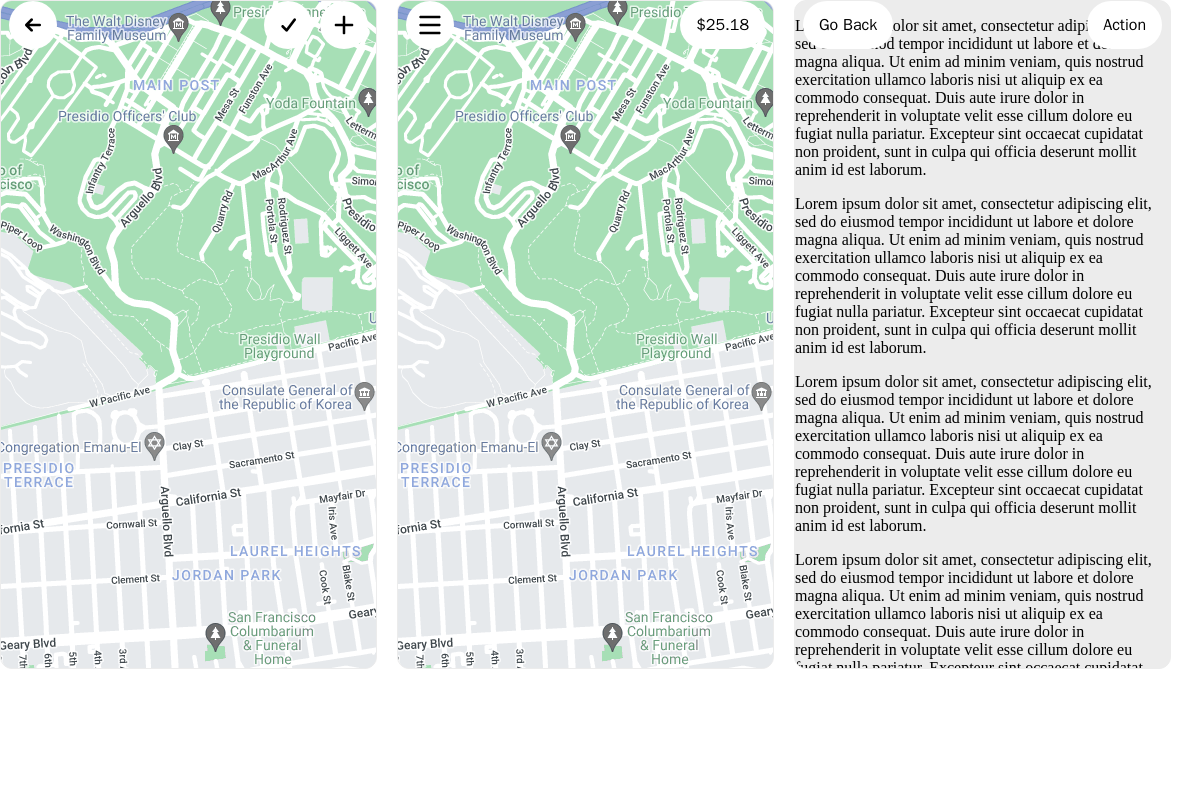 The Walt Disney
Family Museum
MAIN POST
Mesa St
Funston Ave
Yoda Fountain
Presidio Officers' Club
Infantry Terrace
MacArthur Ave
Arguello Blvd
Quarry Rd
Rodriguez St
Portola St
Presidio
Liggett Ave
Piper Loop
Washington Blvd
Presidio Wall
Playground
Pacific Ave
W Pacific Ave
Consulate General of
the Republic of Korea
Congregation Emanu-El
Clay St
PRESIDIO
TERRACE
Sacramento St
California St
Mayfair Dr
fornia St
Cornwall St
Arguello Blvd
Iris Ave
LAUREL HEIGHTS
Clement St
JORDAN PARK
Cook St
Blake St
San Francisco
Columbarium
& Funeral
Home
Geary
Geary Blvd
7th
5th
4th
3rd
$25.18
The Walt Disney
Family Museum
MAIN POST
Mesa St
Funston Ave
Yoda Fountain
Presidio Officers' Club
Infantry Terrace
MacArthur Ave
Arguello Blvd
Quarry Rd
Rodriguez St
Portola St
Presidio
Liggett Ave
Piper Loop
Washington Blvd
Presidio Wall
Playground
Pacific Ave
W Pacific Ave
Consulate General of
the Republic of Korea
Congregation Emanu-El
Clay St
PRESIDIO
TERRACE
Sacramento St
California St
Mayfair Dr
fornia St
Cornwall St
Arguello Blvd
Iris Ave
LAUREL HEIGHTS
Clement St
JORDAN PARK
Cook St
Blake St
San Francisco
Columbarium
& Funeral
Home
Geary
Geary Blvd
7th
5th
4th
3rd
Go Back
Action
dolor sit amet, consectetur
sed tempor incididunt ut labore et
magna aliqua. Ut enim ad minim veniam, quis nostrud
exercitation ullamco laboris nisi ut aliquip ex ea
commodo consequat. Duis aute irure dolor in
reprehenderit in voluptate velit esse cillum dolore eu
fugiat nulla pariatur. Excepteur sint occaecat cupidatat
non proident, sunt in culpa qui officia deserunt mollit
anim id est laborum.
Lorem ipsum dolor sit amet, consectetur adipiscing elit,
sed do eiusmod tempor incididunt ut labore et dolore
magna aliqua. Ut enim ad minim veniam, quis nostrud
exercitation ullamco laboris nisi ut aliquip ex ea
commodo consequat. Duis aute irure dolor in
reprehenderit in voluptate velit esse cillum dolore eu
fugiat nulla pariatur. Excepteur sint occaecat cupidatat
non proident, sunt in culpa qui officia deserunt mollit
anim id est laborum.
Lorem ipsum dolor sit amet, consectetur adipiscing elit,
sed do eiusmod tempor incididunt ut labore et dolore
magna aliqua. Ut enim ad minim veniam, quis nostrud
exercitation ullamco laboris nisi ut aliquip ex ea
commodo consequat. Duis aute irure dolor in
reprehenderit in voluptate velit esse cillum dolore eu
fugiat nulla pariatur. Excepteur sint occaecat cupidatat
non proident, sunt in culpa qui officia deserunt mollit
anim id est laborum.
Lorem ipsum dolor sit amet, consectetur adipiscing elit,
sed do eiusmod tempor incididunt ut labore et dolore
magna aliqua. Ut enim ad minim veniam, quis nostrud
exercitation ullamco laboris nisi ut aliquip ex ea
commodo consequat. Duis aute irure dolor in
reprehenderit in voluptate velit esse cillum dolore eu
fugiat nulla pariatur. Excepteur sint occaecat cupidatat